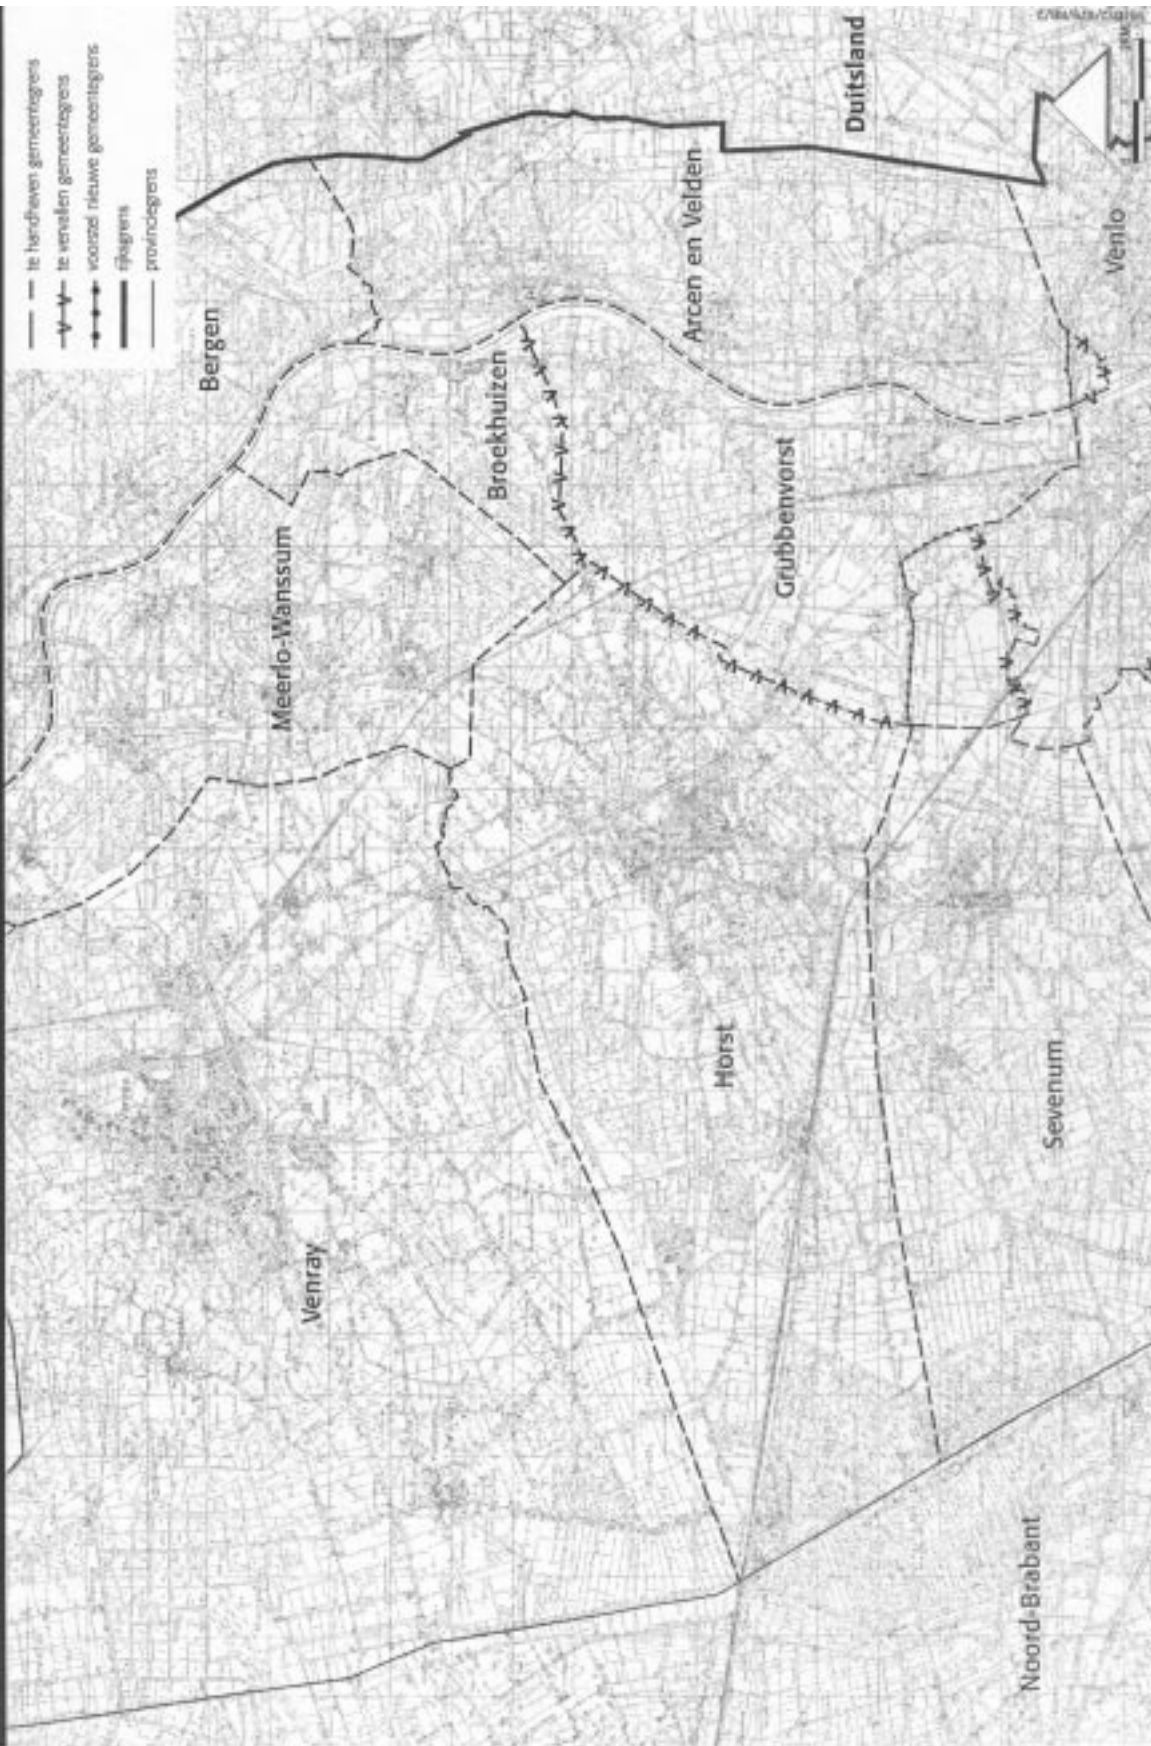 te handhaven gemeentegrens
te vervallen gemeentegrens
voorstel nieuwe gemeentegrens
rijksgrens
provinciegrens
Bergen
Duitsland
Arcen en Velden
Venlo
Broekhuizen
Meerlo-Wanssum
Grubbenvorst
Venray
Horst
Sevenum
Noord-Brabant